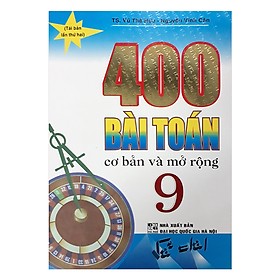 (Tái bản
lần thứ hai)
TS. Vũ Thế Hựu - Nguyễn Vĩnh Cận
400
BÀI TOÁN
cơ bản và mở rộng
9
NHÀ XUẤT BẢN
ĐẠI HỌC QUỐC GIA HÀ NỘI